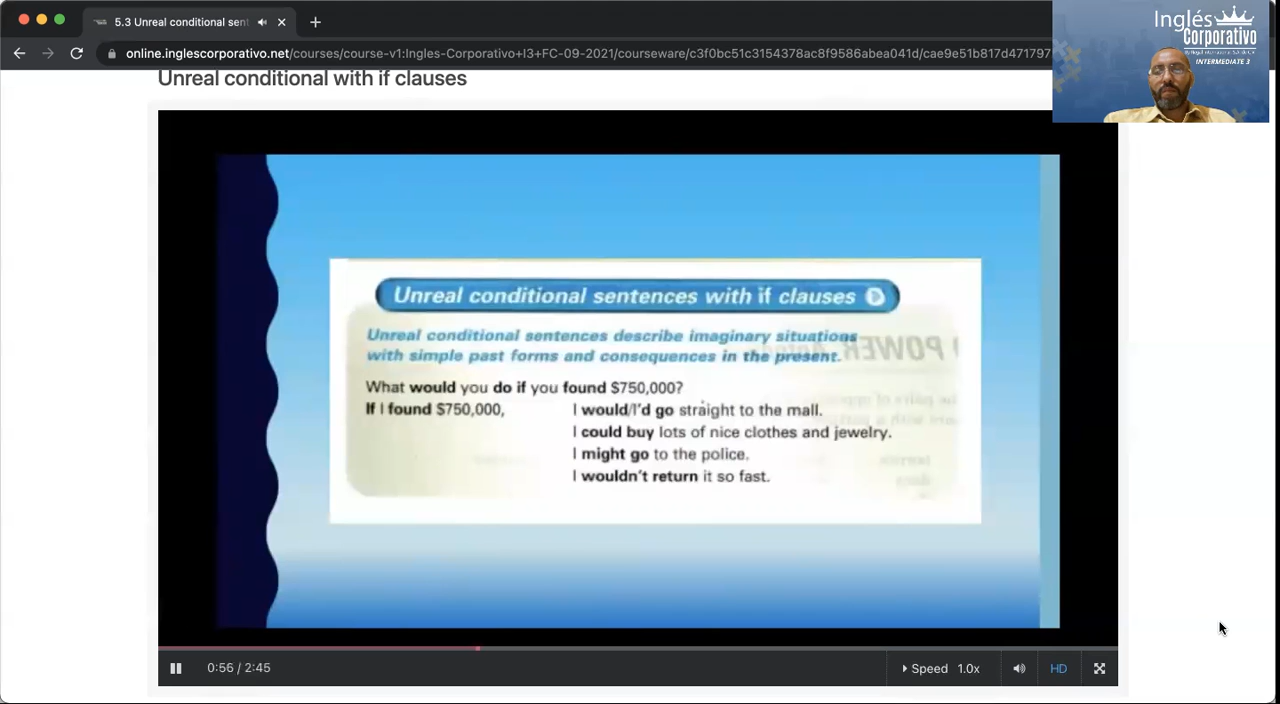 5.3 Unreal conditional sent
online.inglescorporativo.net/courses/course-v1:Ingles-Corporativo+i3+FC-09-2021/courseware/c3f0bc51c3154378ac8f9586abea041d/cae9e51b817d471797
Inglés
Corporativo
INTERMEDIATE 3
Unreal conditional with if clauses
Unreal conditional sentences with if clauses
Unreal conditional sentences describe imaginary situations
with simple past forms and consequences in the present.
What would you do if you found $750,000?
If I found $750,000, I would/I'd go straight to the mall.
I could buy lots of nice clothes and jewelry.
I might go to the police.
I wouldn't return it so fast.
0:56 / 2:45 Speed 1.0x HD